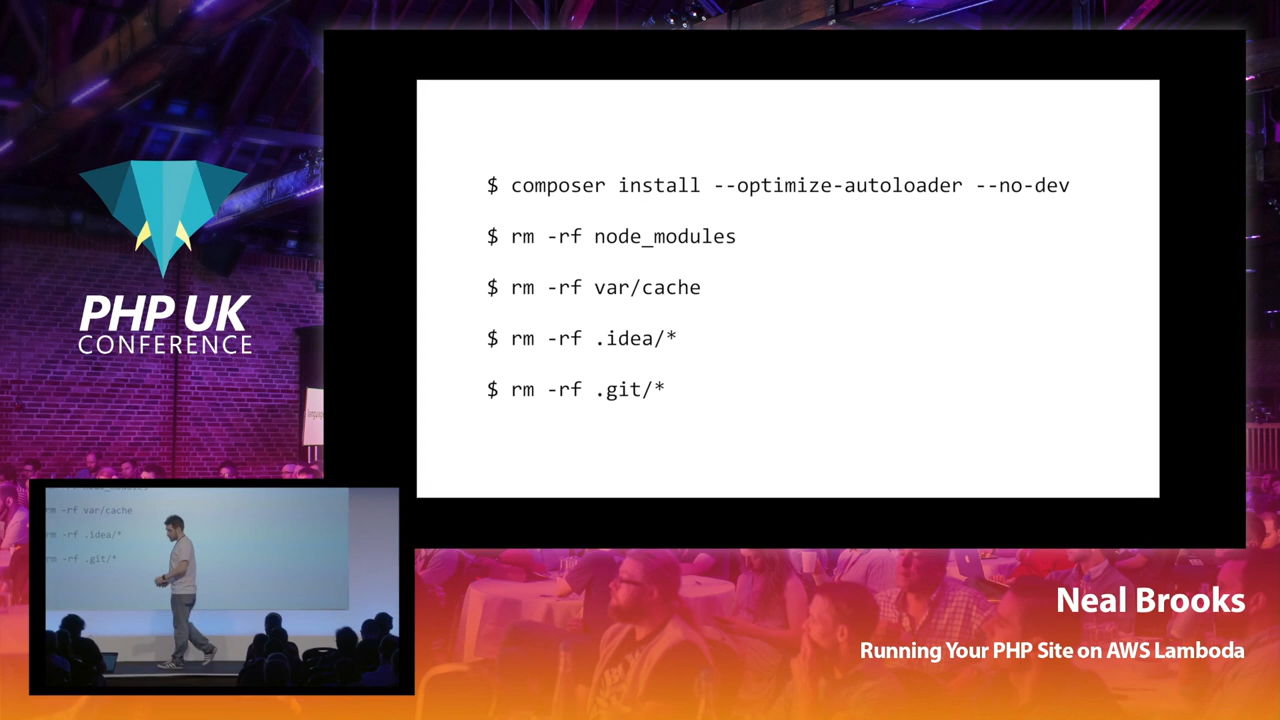 $ composer install --optimize-autoloader --no-dev
$ rm -rf node_modules
$ rm -rf var/cache
$ rm -rf .idea/*
$ rm -rf .git/*
PHP UK
CONFERENCE
rm -rf var/cache
rm -rf .idea/*
rm -rf .git/*
Neal Brooks
Running Your PHP Site on AWS Lamboda